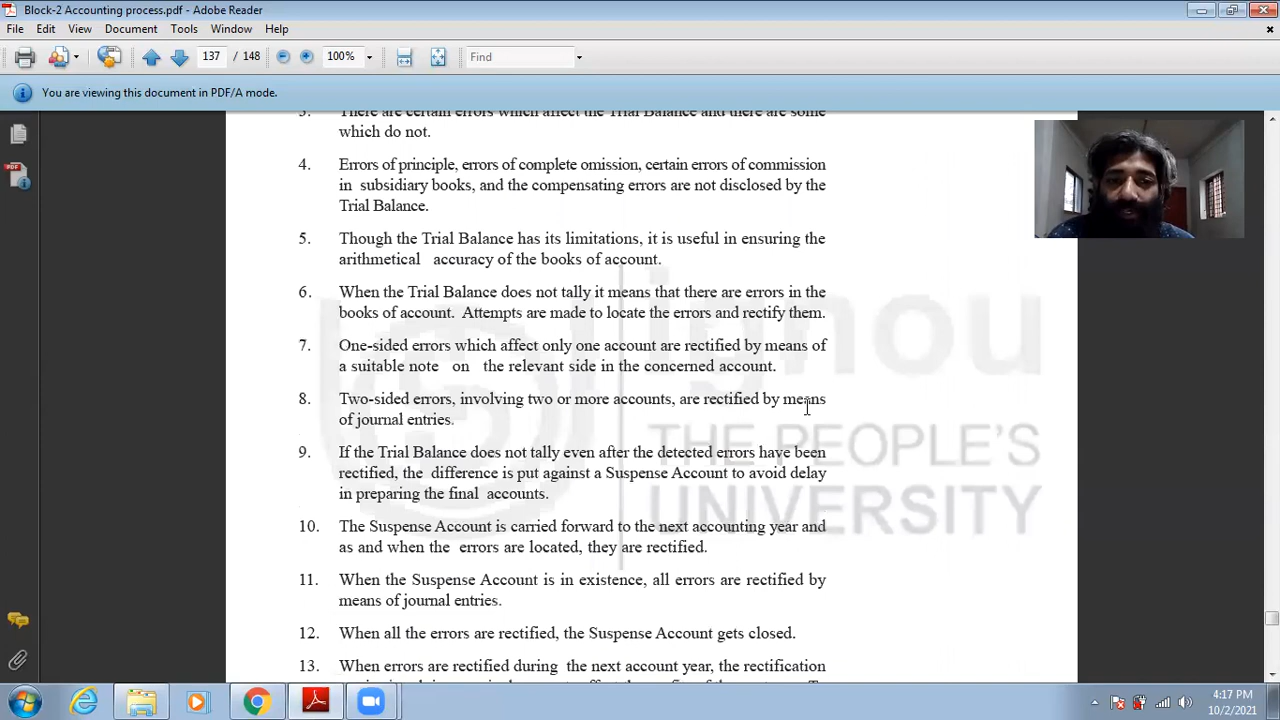 Block-2 Accounting process.pdf - Adobe Reader
File Edit View Document Tools Window Help
137 / 148 100% Find
You are viewing this document in PDF/A mode.
3. There are certain errors which affect the Trial Balance and there are some
which do not.
4. Errors of principle, errors of complete omission, certain errors of commission
in subsidiary books, and the compensating errors are not disclosed by the
Trial Balance.
5. Though the Trial Balance has its limitations, it is useful in ensuring the
arithmetical accuracy of the books of account.
6. When the Trial Balance does not tally it means that there are errors in the
books of account. Attempts are made to locate the errors and rectify them.
7. One-sided errors which affect only one account are rectified by means of
a suitable note on the relevant side in the concerned account.
8. Two-sided errors, involving two or more accounts, are rectified by means
of journal entries.
9. If the Trial Balance does not tally even after the detected errors have been
rectified, the difference is put against a Suspense Account to avoid delay
in preparing the final accounts.
10. The Suspense Account is carried forward to the next accounting year and
as and when the errors are located, they are rectified.
11. When the Suspense Account is in existence, all errors are rectified by
means of journal entries.
12. When all the errors are rectified, the Suspense Account gets closed.
13. When errors are rectified during the next account year, the rectification
ignou
THE PEOPLE'S
UNIVERSITY
4:17 PM
10/2/2021